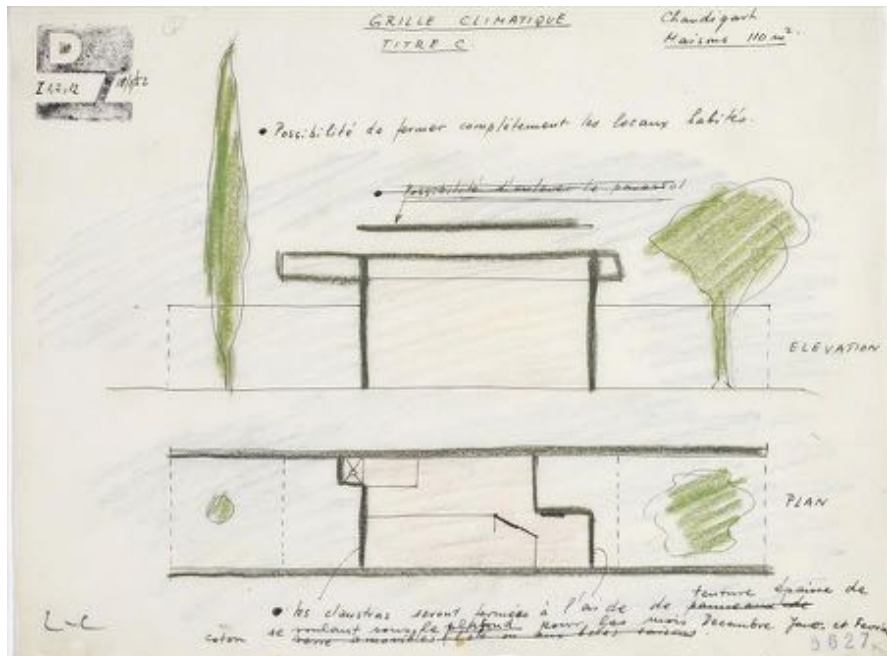 GRILLE CLIMATIQUE
TITRE C
Chandigarh
Maisons 110 m².
D
• Possibilité de fermer complètement les locaux habités.
• Possibilité d'enlever le parasol
ELEVATION
PLAN
• les claustras seront fermées à l'aide de tenture épaisse de
coton se roulant sous le plafond pour les mois Decembre Janv. et Fevrier
L-C
5627